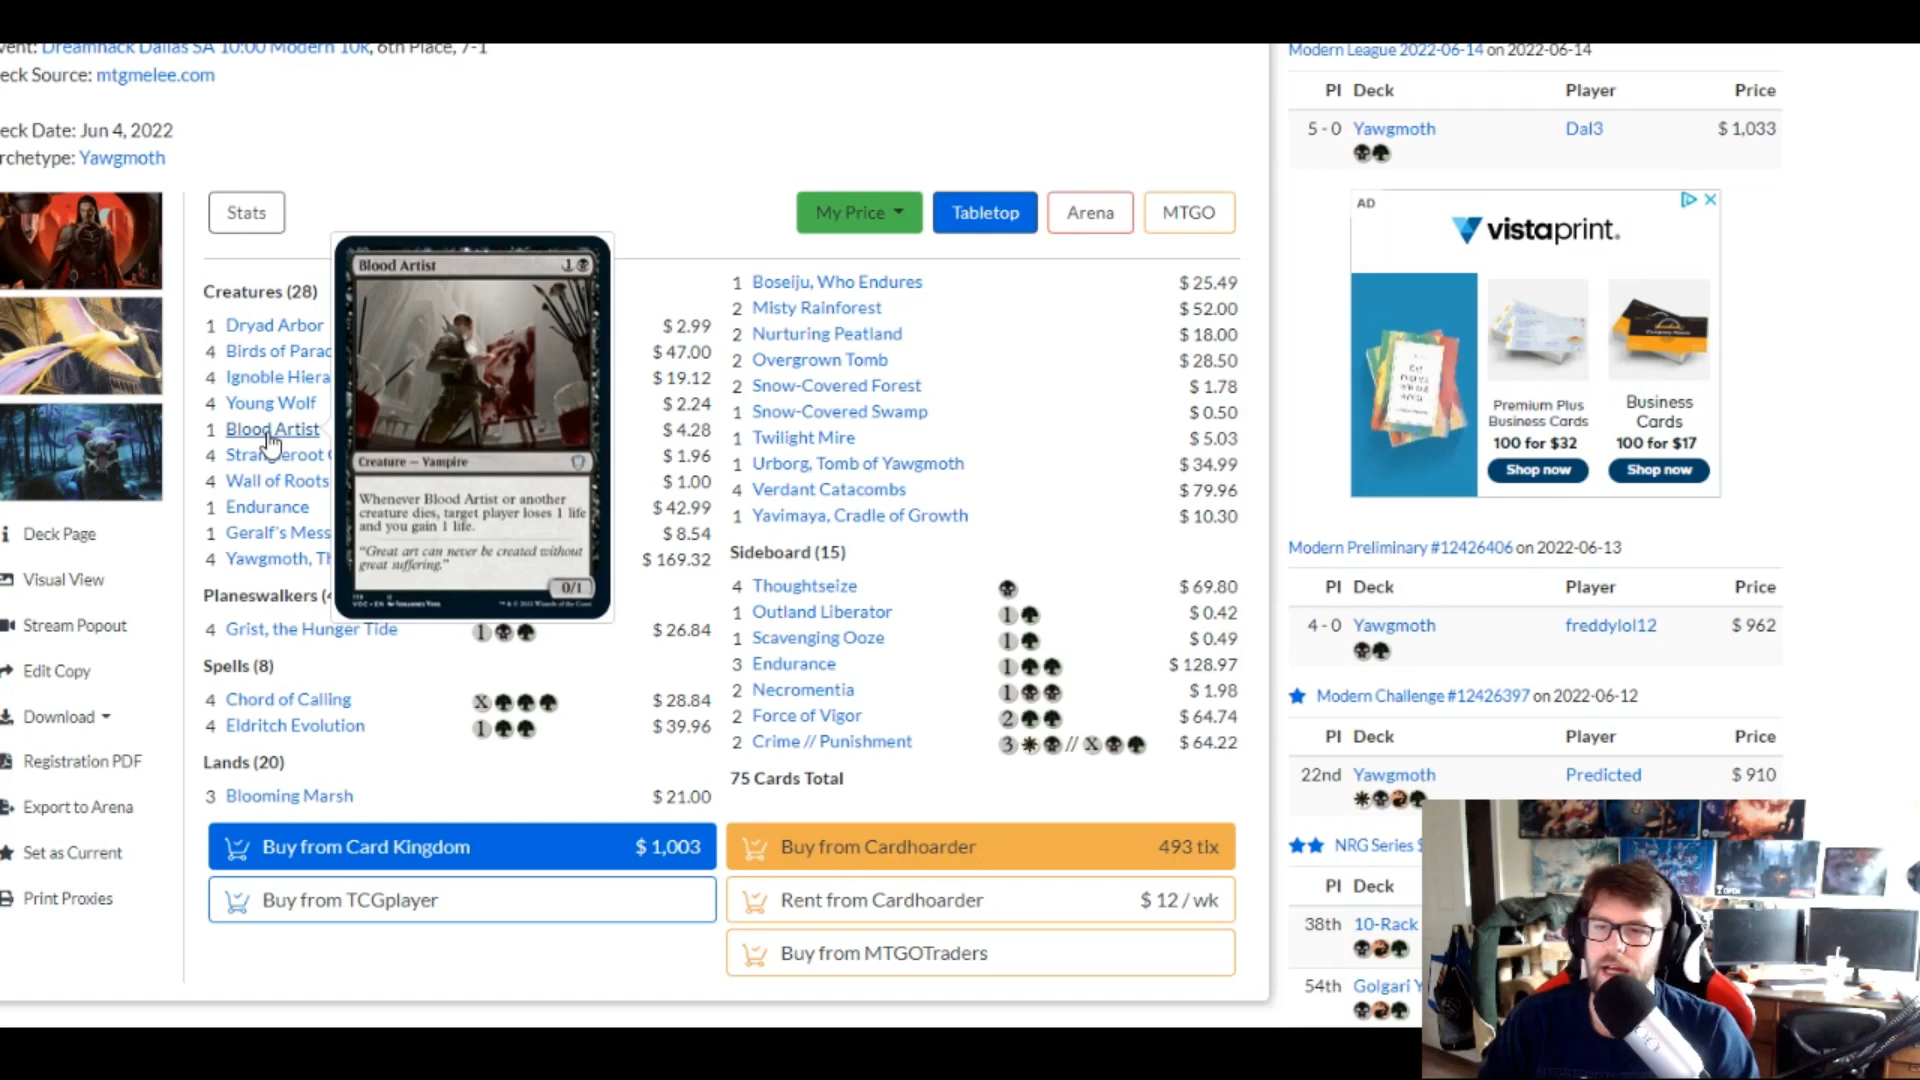 vent: Dreamhack Dallas SA 10:00 Modern 10k, 6th Place, 7-1
eck Source: mtgmelee.com
eck Date: Jun 4, 2022
rchetype: Yawgmoth
Stats
My Price
Tabletop
Arena
MTGO
Creatures (28)
1 Dryad Arbor $ 2.99
4 Birds of Parac $ 47.00
4 Ignoble Hiera $ 19.12
4 Young Wolf $ 2.24
1 Blood Artist $ 4.28
4 Strangleroot $ 1.96
4 Wall of Roots $ 1.00
1 Endurance $ 42.99
1 Geralf's Mess $ 8.54
4 Yawgmoth, Th $ 169.32
Planeswalkers (4
4 Grist, the Hunger Tide 1 $ 26.84
Spells (8)
4 Chord of Calling X $ 28.84
4 Eldritch Evolution 1 $ 39.96
Lands (20)
3 Blooming Marsh $ 21.00
Blood Artist 1
Creature — Vampire
Whenever Blood Artist or another
creature dies, target player loses 1 life
and you gain 1 life.
"Great art can never be created without
great suffering."
0/1
1 Boseiju, Who Endures $ 25.49
2 Misty Rainforest $ 52.00
2 Nurturing Peatland $ 18.00
2 Overgrown Tomb $ 28.50
2 Snow-Covered Forest $ 1.78
1 Snow-Covered Swamp $ 0.50
1 Twilight Mire $ 5.03
1 Urborg, Tomb of Yawgmoth $ 34.99
4 Verdant Catacombs $ 79.96
1 Yavimaya, Cradle of Growth $ 10.30
Sideboard (15)
4 Thoughtseize $ 69.80
1 Outland Liberator 1 $ 0.42
1 Scavenging Ooze 1 $ 0.49
3 Endurance 1 $ 128.97
2 Necromentia 1 $ 1.98
2 Force of Vigor 2 $ 64.74
2 Crime // Punishment 3 // X $ 64.22
75 Cards Total
Buy from Card Kingdom $ 1,003
Buy from TCGplayer
Buy from Cardhoarder 493 tix
Rent from Cardhoarder $ 12 / wk
Buy from MTGOTraders
Deck Page
Visual View
Stream Popout
Edit Copy
Download
Registration PDF
Export to Arena
Set as Current
Print Proxies
Modern League 2022-06-14 on 2022-06-14
Pl Deck Player Price
5 - 0 Yawgmoth Dal3 $ 1,033
AD
vistaprint.
Premium Plus
Business Cards
100 for $32
Shop now
Business
Cards
100 for $17
Shop now
Modern Preliminary #12426406 on 2022-06-13
Pl Deck Player Price
4 - 0 Yawgmoth freddylol12 $ 962
Modern Challenge #12426397 on 2022-06-12
Pl Deck Player Price
22nd Yawgmoth Predicted $ 910
NRG Series $
Pl Deck
38th 10-Rack
54th Golgari Y